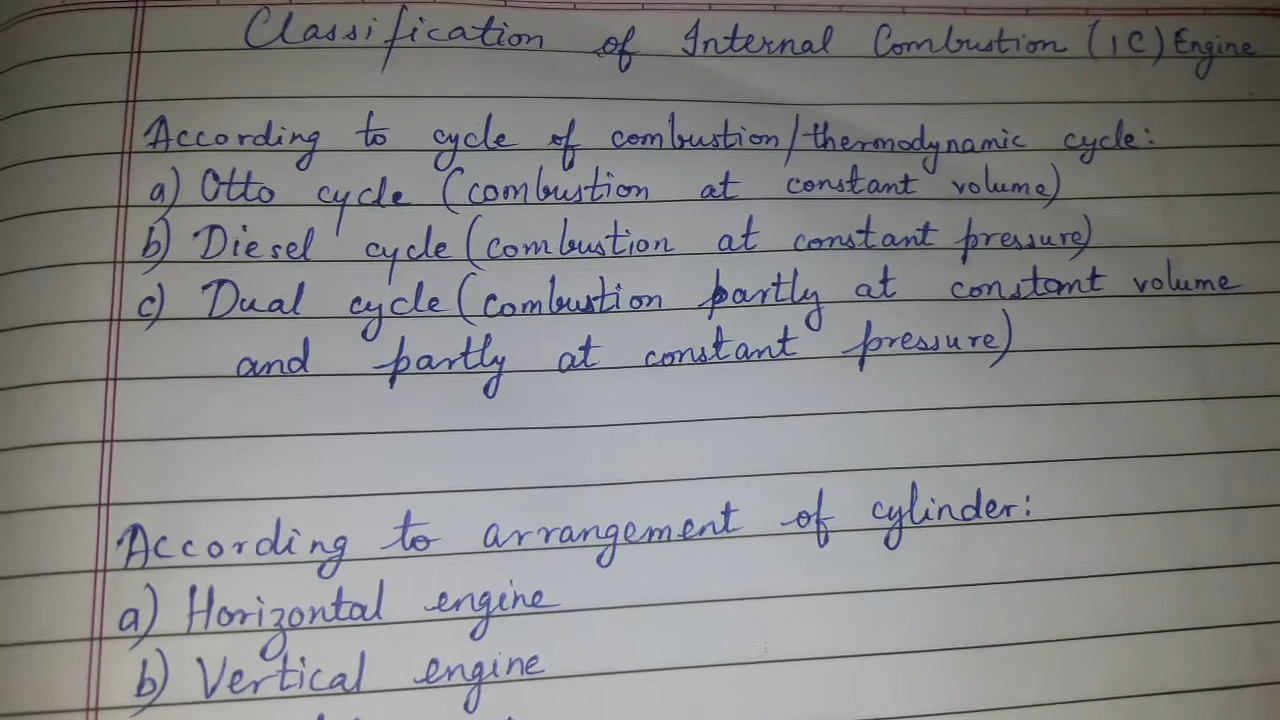 Classification of Internal Combustion (IC) Engine
According to cycle of combustion/thermodynamic cycle:
a) Otto cycle (combustion at constant volume)
b) Diesel cycle (combustion at constant pressure)
c) Dual cycle (combustion partly at constant volume
and partly at constant pressure)
According to arrangement of cylinder:
a) Horizontal engine
b) Vertical engine